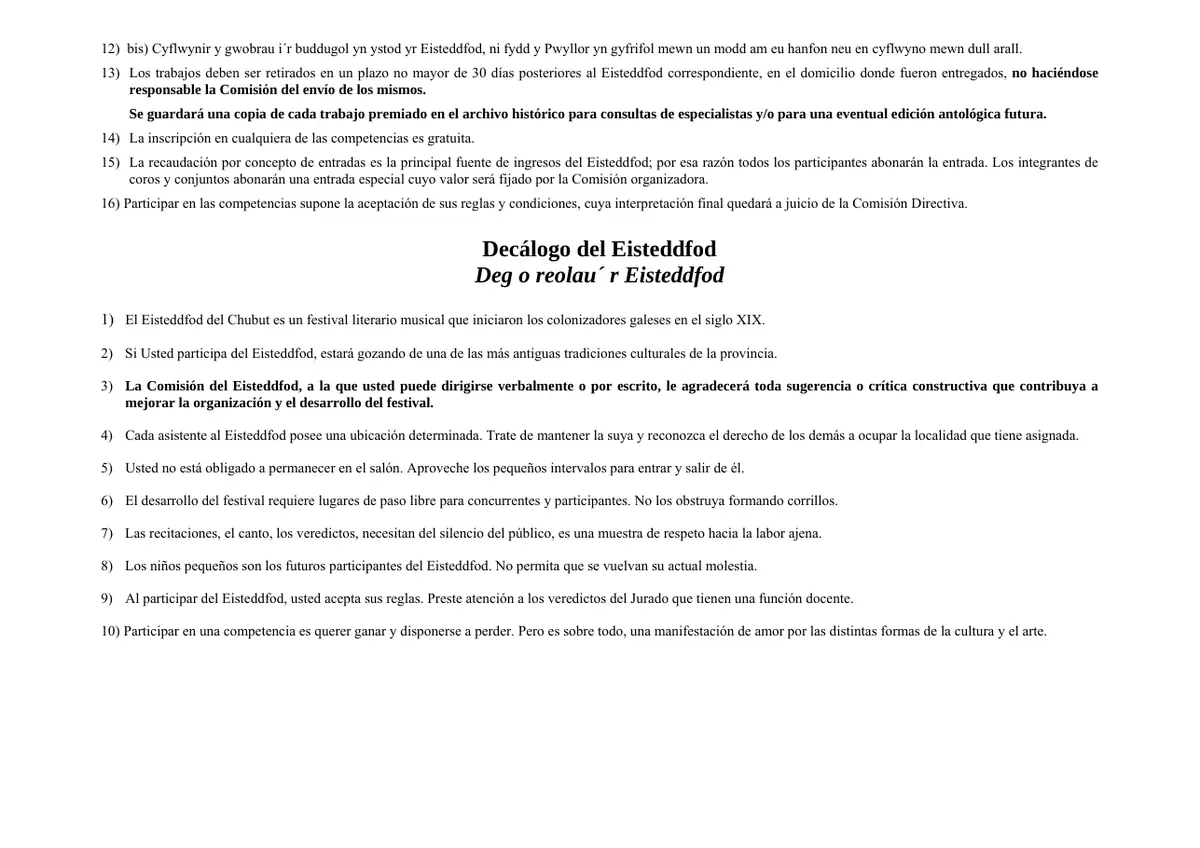 12) bis) Cyflwynir y gwobrau i´r buddugol yn ystod yr Eisteddfod, ni fydd y Pwyllor yn gyfrifol mewn un modd am eu hanfon neu en cyflwyno mewn dull arall.
13) Los trabajos deben ser retirados en un plazo no mayor de 30 días posteriores al Eisteddfod correspondiente, en el domicilio donde fueron entregados, no haciéndose
responsable la Comisión del envío de los mismos.
Se guardará una copia de cada trabajo premiado en el archivo histórico para consultas de especialistas y/o para una eventual edición antológica futura.
14) La inscripción en cualquiera de las competencias es gratuita.
15) La recaudación por concepto de entradas es la principal fuente de ingresos del Eisteddfod; por esa razón todos los participantes abonarán la entrada. Los integrantes de
coros y conjuntos abonarán una entrada especial cuyo valor será fijado por la Comisión organizadora.
16) Participar en las competencias supone la aceptación de sus reglas y condiciones, cuya interpretación final quedará a juicio de la Comisión Directiva.
Decálogo del Eisteddfod
Deg o reolau´ r Eisteddfod
1) El Eisteddfod del Chubut es un festival literario musical que iniciaron los colonizadores galeses en el siglo XIX.
2) Si Usted participa del Eisteddfod, estará gozando de una de las más antiguas tradiciones culturales de la provincia.
3) La Comisión del Eisteddfod, a la que usted puede dirigirse verbalmente o por escrito, le agradecerá toda sugerencia o crítica constructiva que contribuya a
mejorar la organización y el desarrollo del festival.
4) Cada asistente al Eisteddfod posee una ubicación determinada. Trate de mantener la suya y reconozca el derecho de los demás a ocupar la localidad que tiene asignada.
5) Usted no está obligado a permanecer en el salón. Aproveche los pequeños intervalos para entrar y salir de él.
6) El desarrollo del festival requiere lugares de paso libre para concurrentes y participantes. No los obstruya formando corrillos.
7) Las recitaciones, el canto, los veredictos, necesitan del silencio del público, es una muestra de respeto hacia la labor ajena.
8) Los niños pequeños son los futuros participantes del Eisteddfod. No permita que se vuelvan su actual molestia.
9) Al participar del Eisteddfod, usted acepta sus reglas. Preste atención a los veredictos del Jurado que tienen una función docente.
10) Participar en una competencia es querer ganar y disponerse a perder. Pero es sobre todo, una manifestación de amor por las distintas formas de la cultura y el arte.